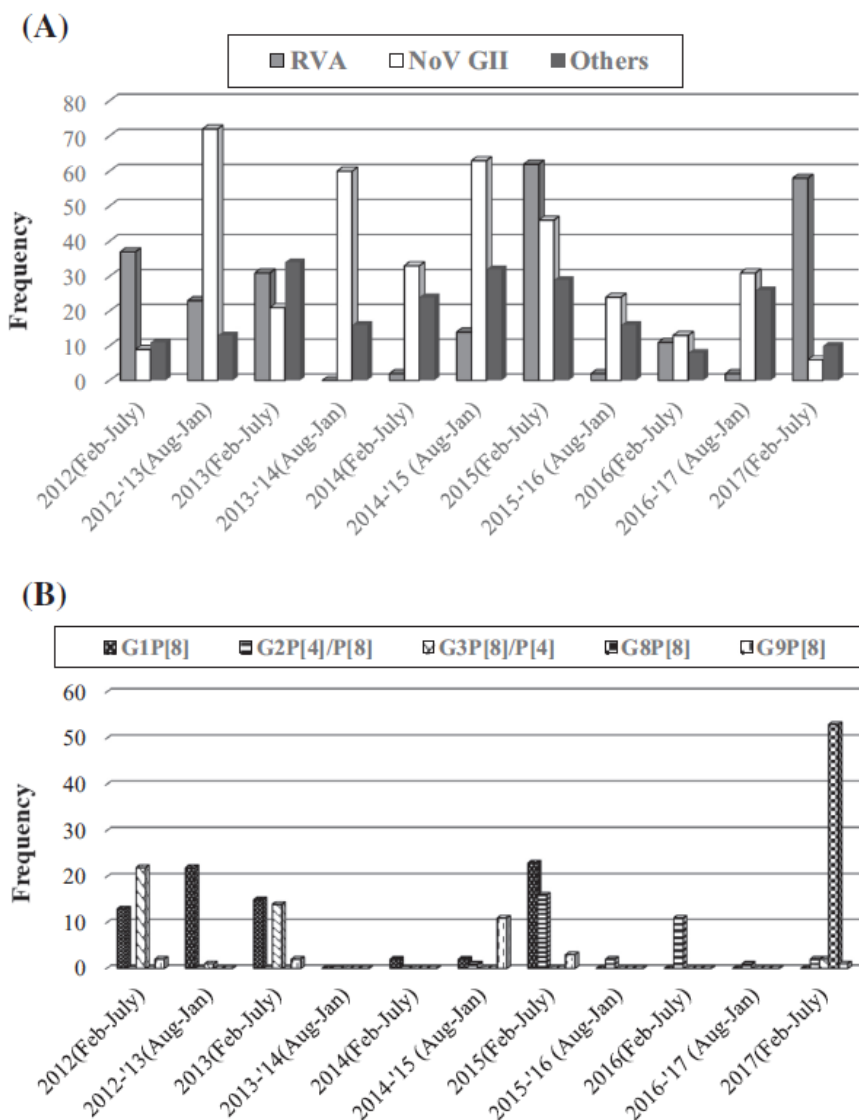 (A)
RVA NoV GII Others
80
70
60
50
40
30
20
10
0
Frequency
2012(Feb-July)
2012-'13(Aug-Jan)
2013(Feb-July)
2013-'14(Aug-Jan)
2014(Feb-July)
2014-'15 (Aug-Jan)
2015(Feb-July)
2015-'16 (Aug-Jan)
2016(Feb-July)
2016-'17 (Aug-Jan)
2017(Feb-July)
(B)
G1P[8] G2P[4]/P[8] G3P[8]/P[4] G8P[8] G9P[8]
60
50
40
30
20
10
0
Frequency
2012(Feb-July)
2012-'13(Aug-Jan)
2013(Feb-July)
2013-'14(Aug-Jan)
2014(Feb-July)
2014-'15 (Aug-Jan)
2015(Feb-July)
2015-'16 (Aug-Jan)
2016(Feb-July)
2016-'17 (Aug-Jan)
2017(Feb-July)